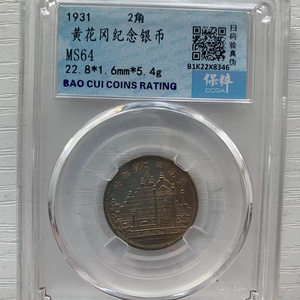 1931 2角
黄花冈纪念银币
MS64
22.8*1.6mm*5.4g
BAO CUI COINS RATING
扫码验真伪
保粹
CCGA
B1K22X8346